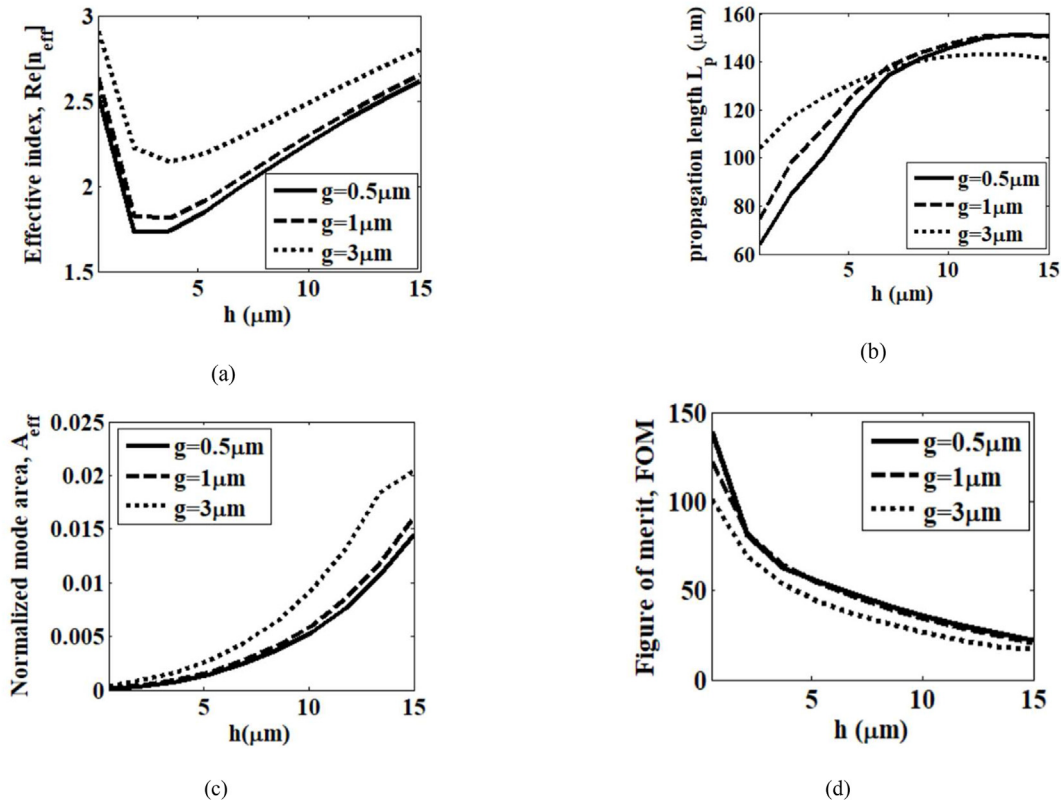 Effective index, Re[n_eff]
3
2.5
2
1.5
g=0.5μm
g=1μm
g=3μm
5 10 15
h (μm)
(a)
propagation length L_p (μm)
160
140
120
100
80
60
g=0.5μm
g=1μm
g=3μm
5 10 15
h (μm)
(b)
Normalized mode area, A_eff
0.025
0.02
0.015
0.01
0.005
0
g=0.5μm
g=1μm
g=3μm
5 10 15
h(μm)
(c)
Figure of merit, FOM
150
100
50
0
g=0.5μm
g=1μm
g=3μm
5 10 15
h (μm)
(d)